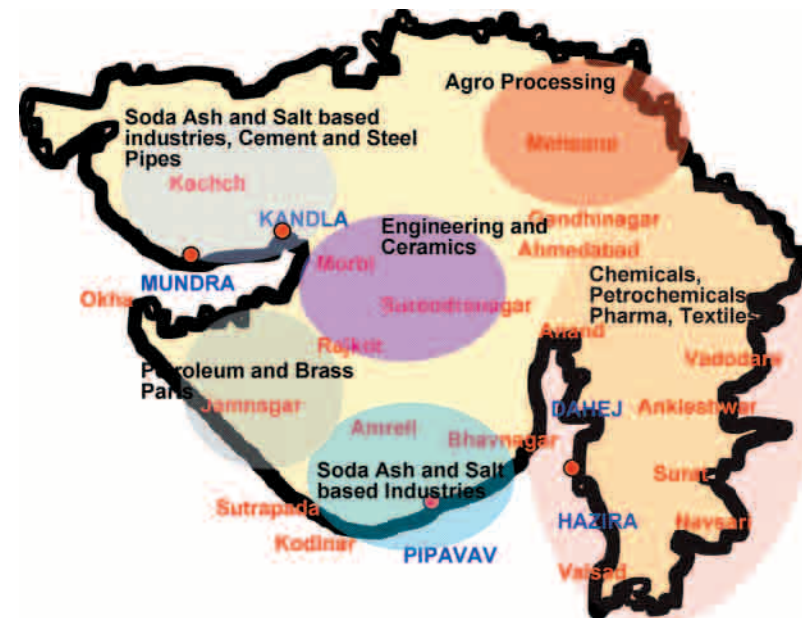 Agro Processing
Soda Ash and Salt based
industries, Cement and Steel
Pipes
Mehsana
Kachch
KANDLA
Gandhinagar
Engineering and
Ceramics
Ahmedabad
Morbi
MUNDRA
Chemicals,
Petrochemicals
Pharma, Textiles
Okha
Surendranagar
Anand
Rajkot
Vadodara
Petroleum and Brass
Parts
Jamnagar
DAHEJ
Ankleshwar
Amreli
Bhavnagar
Soda Ash and Salt
based Industries
Surat
Sutrapada
HAZIRA
Navsari
Kodinar
PIPAVAV
Valsad